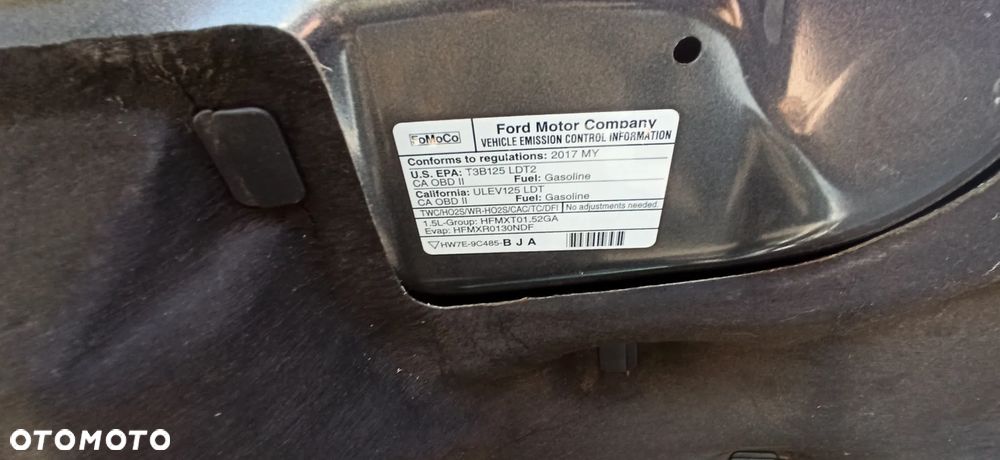 FoMoCo
Ford Motor Company
VEHICLE EMISSION CONTROL INFORMATION
Conforms to regulations: 2017 MY
U.S. EPA: T3B125 LDT2
CA OBD II Fuel: Gasoline
California: ULEV125 LDT
CA OBD II Fuel: Gasoline
TWC/HO2S/WR-HO2S/CAC/TC/DFI No adjustments needed.
1.5L-Group: HFMXT01.52GA
Evap: HFMXR0130NDF
HW7E-9C485-B J A
OTOMOTO